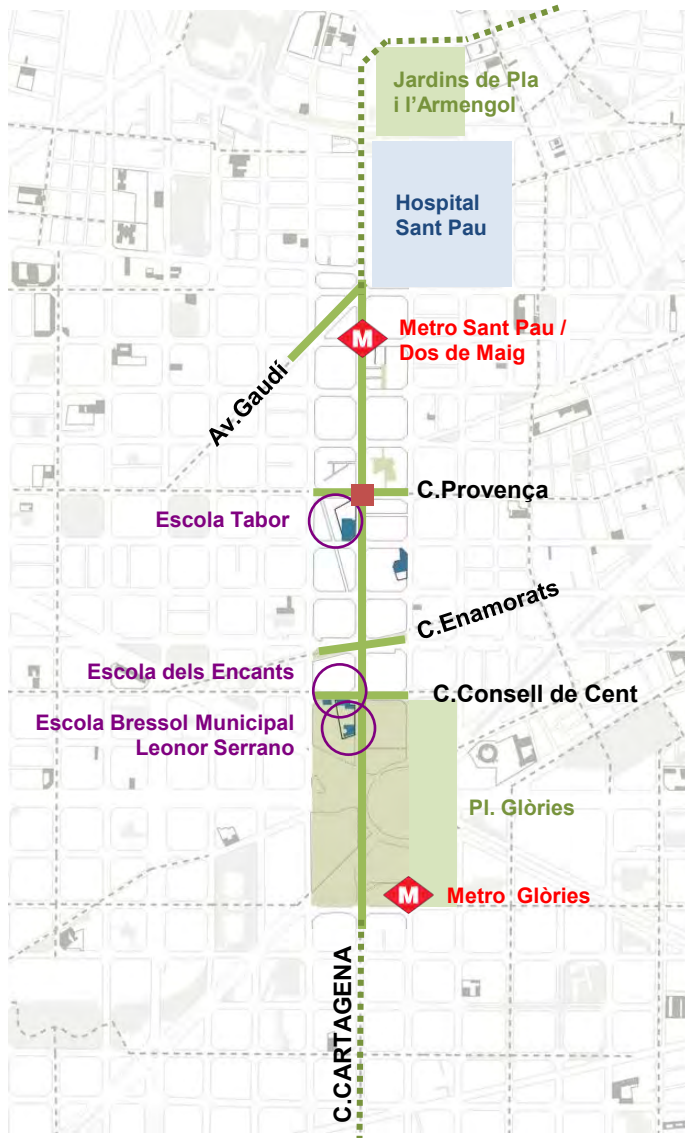 Jardins de Pla
i l'Armengol
Hospital
Sant Pau
M
Metro Sant Pau /
Dos de Maig
Av.Gaudí
C.Provença
Escola Tabor
C.Enamorats
Escola dels Encants
C.Consell de Cent
Escola Bressol Municipal
Leonor Serrano
Pl. Glòries
M
Metro Glòries
C.CARTAGENA